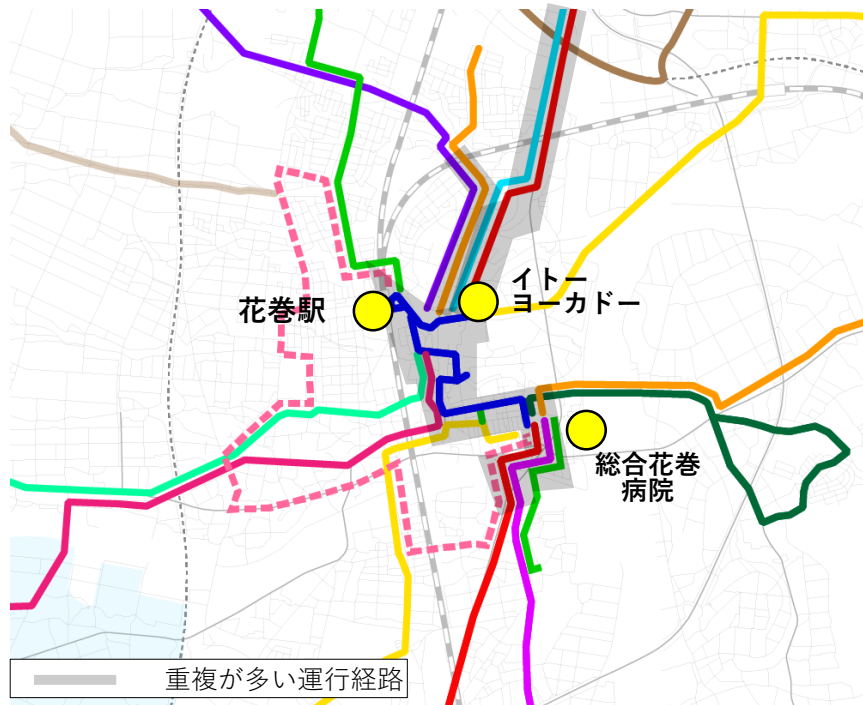 花巻駅
イトー
ヨーカドー
総合花巻
病院
重複が多い運行経路